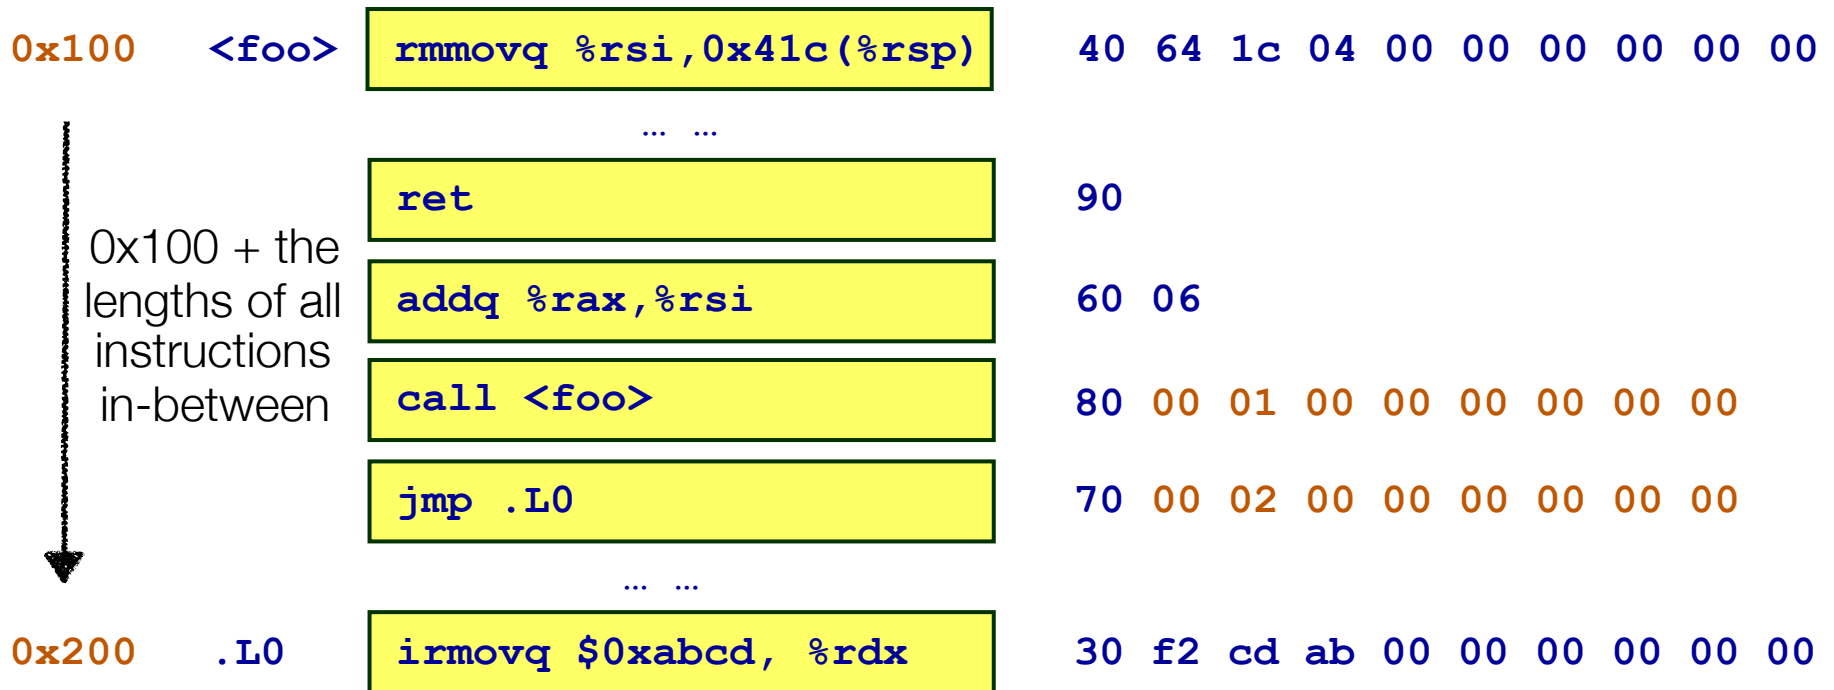 0x100 <foo> rmmovq %rsi,0x41c(%rsp) 40 64 1c 04 00 00 00 00 00 00
… …
ret 90
0x100 + the
lengths of all
instructions
in-between
addq %rax,%rsi 60 06
call <foo> 80 00 01 00 00 00 00 00 00
jmp .L0 70 00 02 00 00 00 00 00 00
… …
0x200 .L0 irmovq $0xabcd, %rdx 30 f2 cd ab 00 00 00 00 00 00